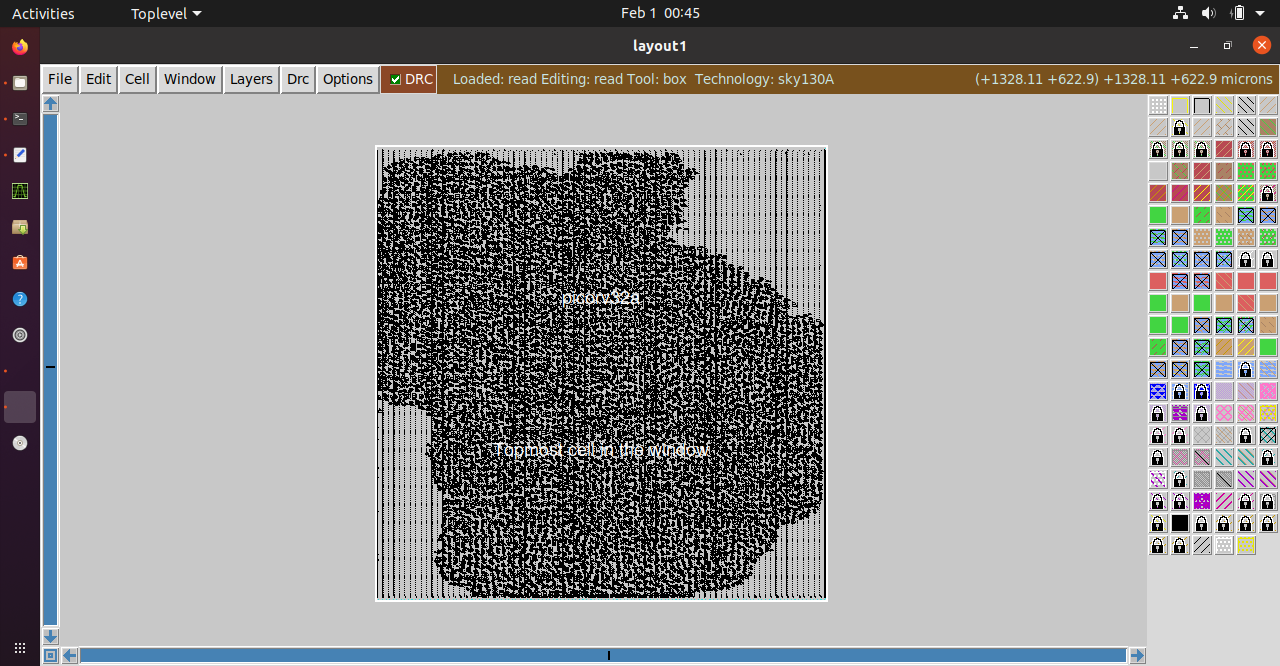 Activities
Toplevel
Feb 1 00:45
layout1
File Edit Cell Window Layers Drc Options DRC Loaded: read Editing: read Tool: box Technology: sky130A (+1328.11 +622.9) +1328.11 +622.9 microns
picorv32a
Topmost cell in the window